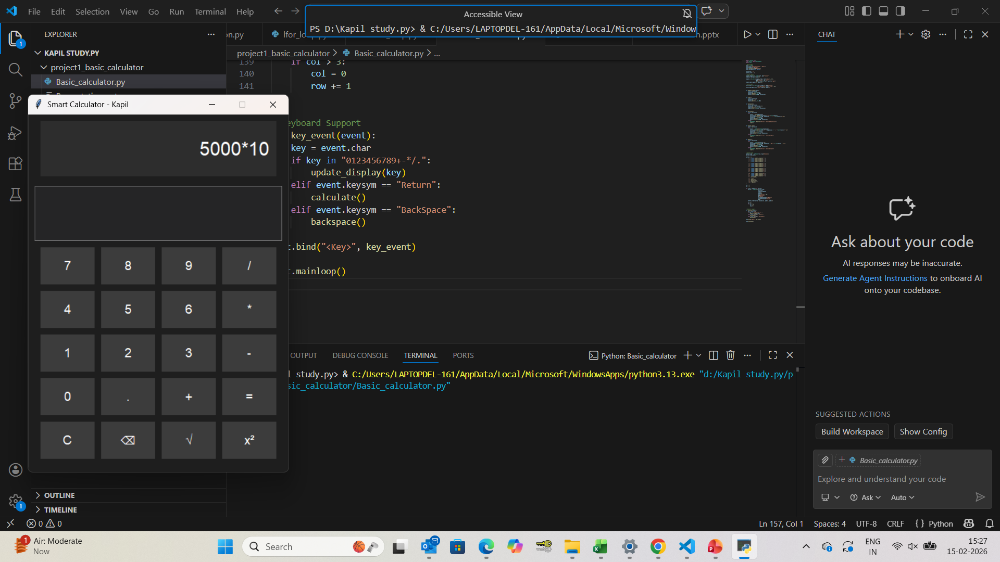 File Edit Selection View Go Run Terminal Help
Accessible View
PS D:\Kapil study.py> & C:/Users/LAPTOPDEL-161/AppData/Local/Microsoft/Window
EXPLORER
KAPIL STUDY.PY
project1_basic_calculator
Basic_calculator.py
project1_basic_calculator > Basic_calculator.py > ...
139 if col > 3:
140 col = 0
141 row += 1
eyboard Support
key_event(event):
key = event.char
if key in "0123456789+-*/.":
update_display(key)
elif event.keysym == "Return":
calculate()
elif event.keysym == "BackSpace":
backspace()
.bind("<Key>", key_event)
.mainloop()
Smart Calculator - Kapil
5000*10
7 8 9 /
4 5 6 *
1 2 3 -
0 . + =
C ⌫ √ x²
OUTPUT DEBUG CONSOLE TERMINAL PORTS
Python: Basic_calculator
l study.py> & C:/Users/LAPTOPDEL-161/AppData/Local/Microsoft/WindowsApps/python3.13.exe "d:/Kapil study.py/p
sic_calculator/Basic_calculator.py"
OUTLINE
TIMELINE
CHAT
Ask about your code
AI responses may be inaccurate.
Generate Agent Instructions to onboard AI
onto your codebase.
SUGGESTED ACTIONS
Build Workspace Show Config
Basic_calculator.py
Explore and understand your code
Ask Auto
0 0
Ln 157, Col 1 Spaces: 4 UTF-8 CRLF { } Python
1
Air: Moderate
Now
Search
ENG
IN
15:27
15-02-2026